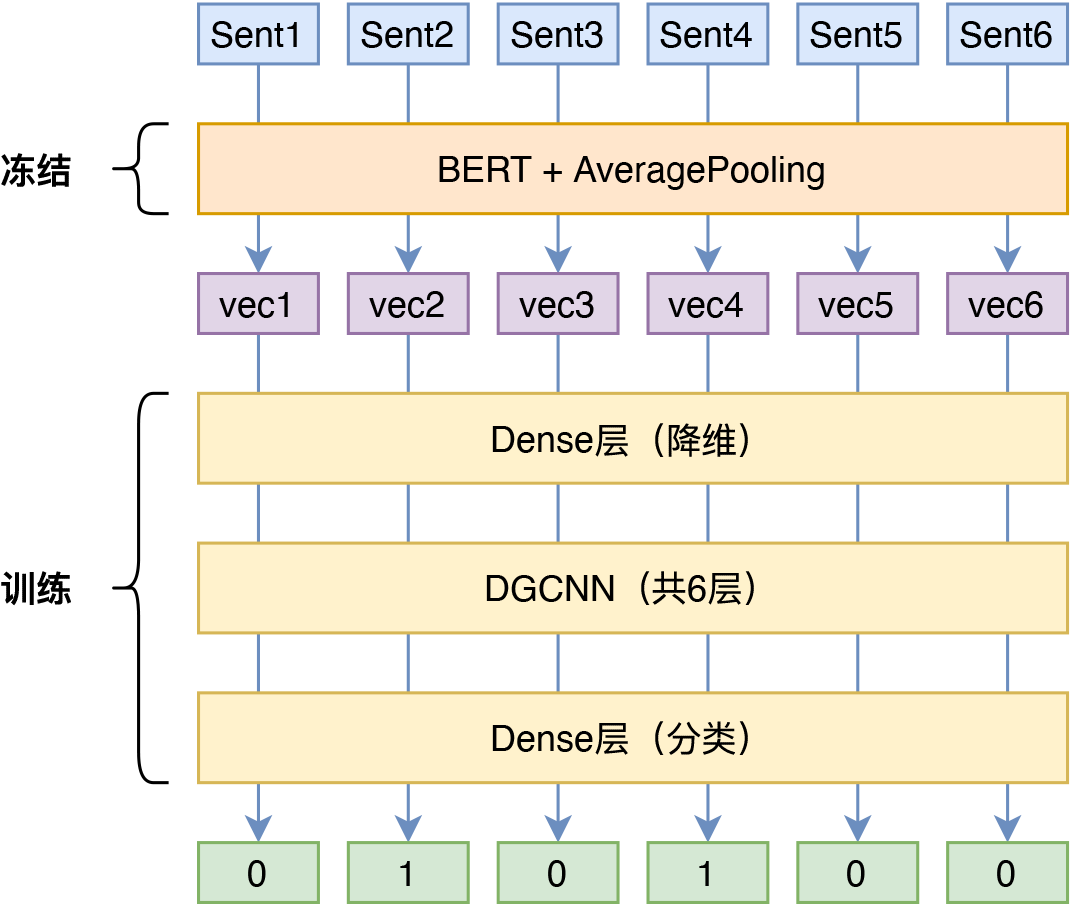 Sent1 Sent2 Sent3 Sent4 Sent5 Sent6
冻结
BERT + AveragePooling
vec1 vec2 vec3 vec4 vec5 vec6
Dense层（降维）
训练
DGCNN（共6层）
Dense层（分类）
0 1 0 1 0 0